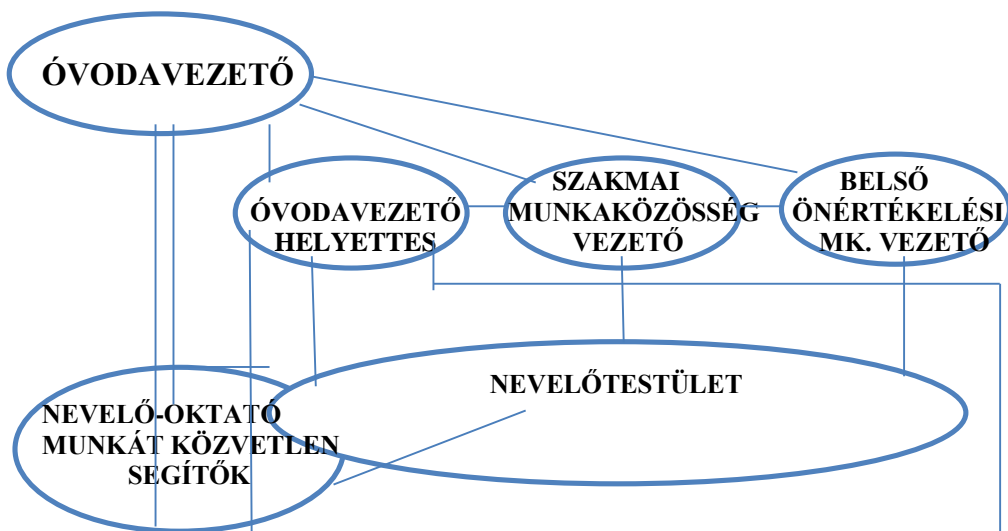 ÓVODAVEZETŐ
ÓVODAVEZETŐ
HELYETTES
SZAKMAI
MUNKAKÖZÖSSÉG
VEZETŐ
BELSŐ
ÖNÉRTÉKELÉSI
MK. VEZETŐ
NEVELŐTESTÜLET
NEVELŐ-OKTATÓ
MUNKÁT KÖZVETLEN
SEGÍTŐK